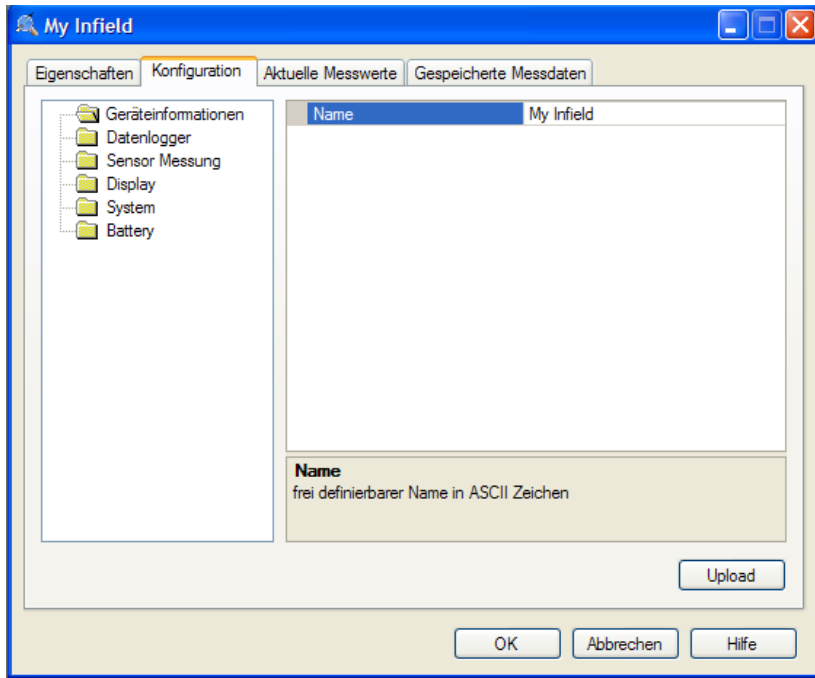 My Infield
Eigenschaften Konfiguration Aktuelle Messwerte Gespeicherte Messdaten
Geräteinformationen
Datenlogger
Sensor Messung
Display
System
Battery
Name My Infield
Name
frei definierbarer Name in ASCII Zeichen
Upload
OK Abbrechen Hilfe